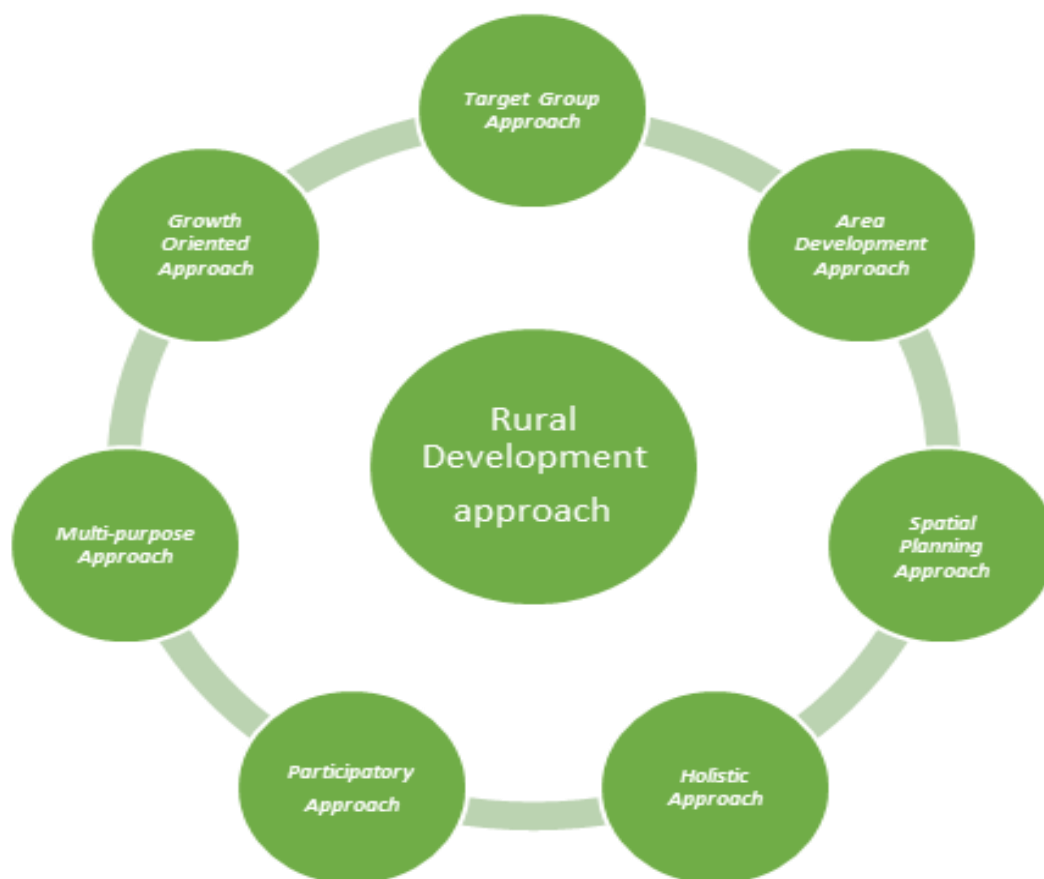 Target Group
Approach
Area
Development
Approach
Spatial
Planning
Approach
Holistic
Approach
Participatory
Approach
Multi-purpose
Approach
Growth
Oriented
Approach
Rural
Development
approach